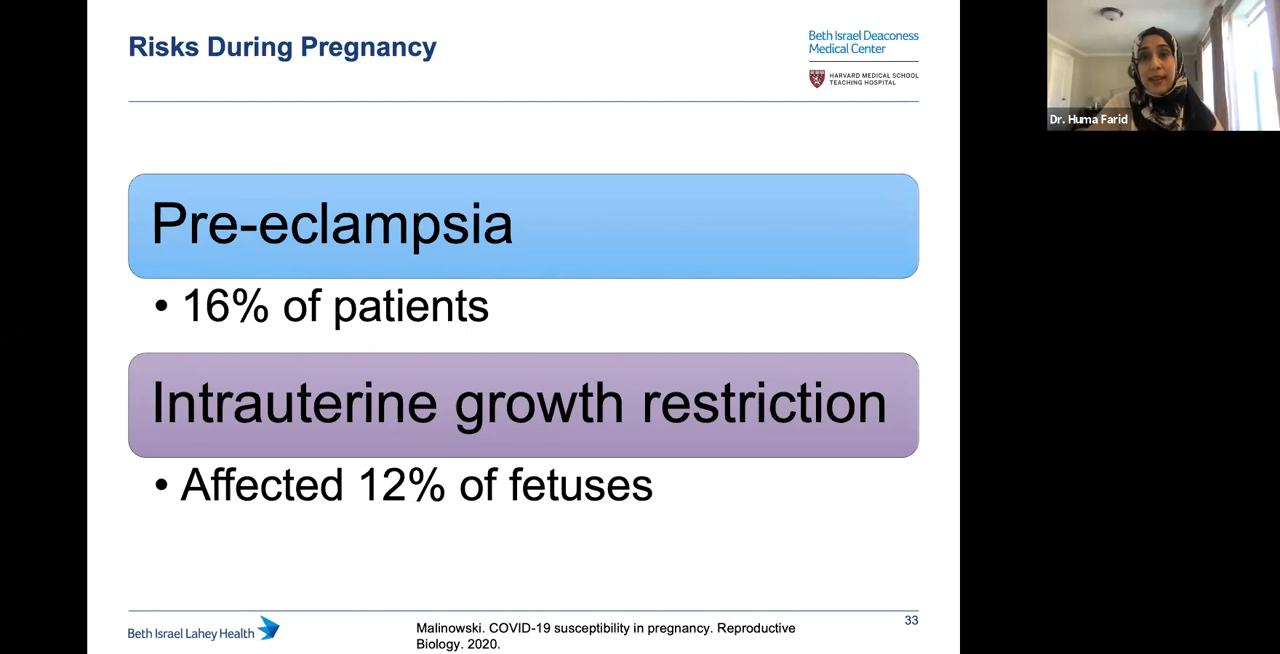 Risks During Pregnancy
Beth Israel Deaconess
Medical Center
HARVARD MEDICAL SCHOOL
TEACHING HOSPITAL
Dr. Huma Farid
Pre-eclampsia
• 16% of patients
Intrauterine growth restriction
• Affected 12% of fetuses
Beth Israel Lahey Health
Malinowski. COVID-19 susceptibility in pregnancy. Reproductive
Biology. 2020.
33